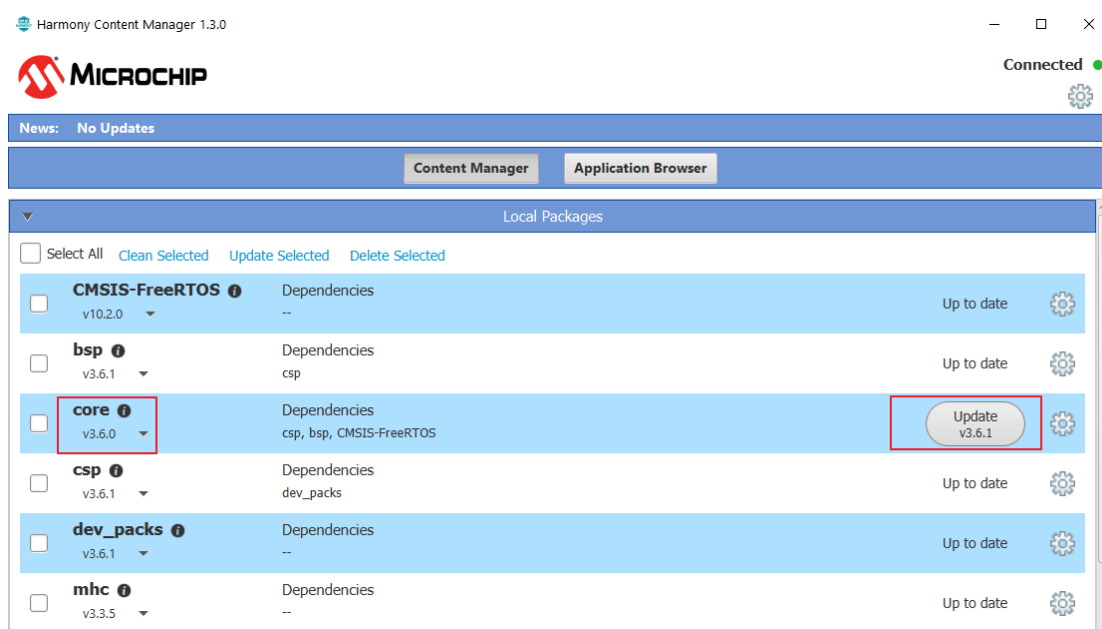 Harmony Content Manager 1.3.0
MICROCHIP
Connected
News: No Updates
Content Manager Application Browser
Local Packages
Select All Clean Selected Update Selected Delete Selected
CMSIS-FreeRTOS Dependencies
v10.2.0 -- Up to date
bsp Dependencies
v3.6.1 csp Up to date
core Dependencies Update
v3.6.0 csp, bsp, CMSIS-FreeRTOS v3.6.1
csp Dependencies
v3.6.1 dev_packs Up to date
dev_packs Dependencies
v3.6.1 -- Up to date
mhc Dependencies
v3.3.5 -- Up to date